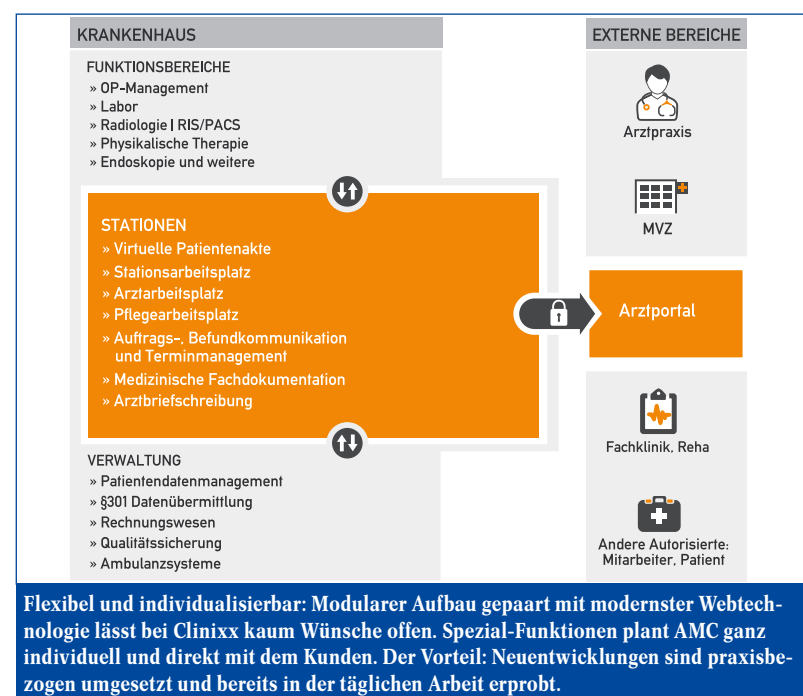 KRANKENHAUS
FUNKTIONSBEREICHE
» OP-Management
» Labor
» Radiologie | RIS/PACS
» Physikalische Therapie
» Endoskopie und weitere
STATIONEN
» Virtuelle Patientenakte
» Stationsarbeitsplatz
» Arztarbeitsplatz
» Pflegearbeitsplatz
» Auftrags-, Befundkommunikation
und Terminmanagement
» Medizinische Fachdokumentation
» Arztbriefschreibung
VERWALTUNG
» Patientendatenmanagement
» §301 Datenübermittlung
» Rechnungswesen
» Qualitätssicherung
» Ambulanzsysteme
EXTERNE BEREICHE
Arztpraxis
MVZ
Arztportal
Fachklinik, Reha
Andere Autorisierte:
Mitarbeiter, Patient
Flexibel und individualisierbar: Modularer Aufbau gepaart mit modernster Webtech-
nologie lässt bei Clinixx kaum Wünsche offen. Spezial-Funktionen plant AMC ganz
individuell und direkt mit dem Kunden. Der Vorteil: Neuentwicklungen sind praxisbe-
zogen umgesetzt und bereits in der täglichen Arbeit erprobt.